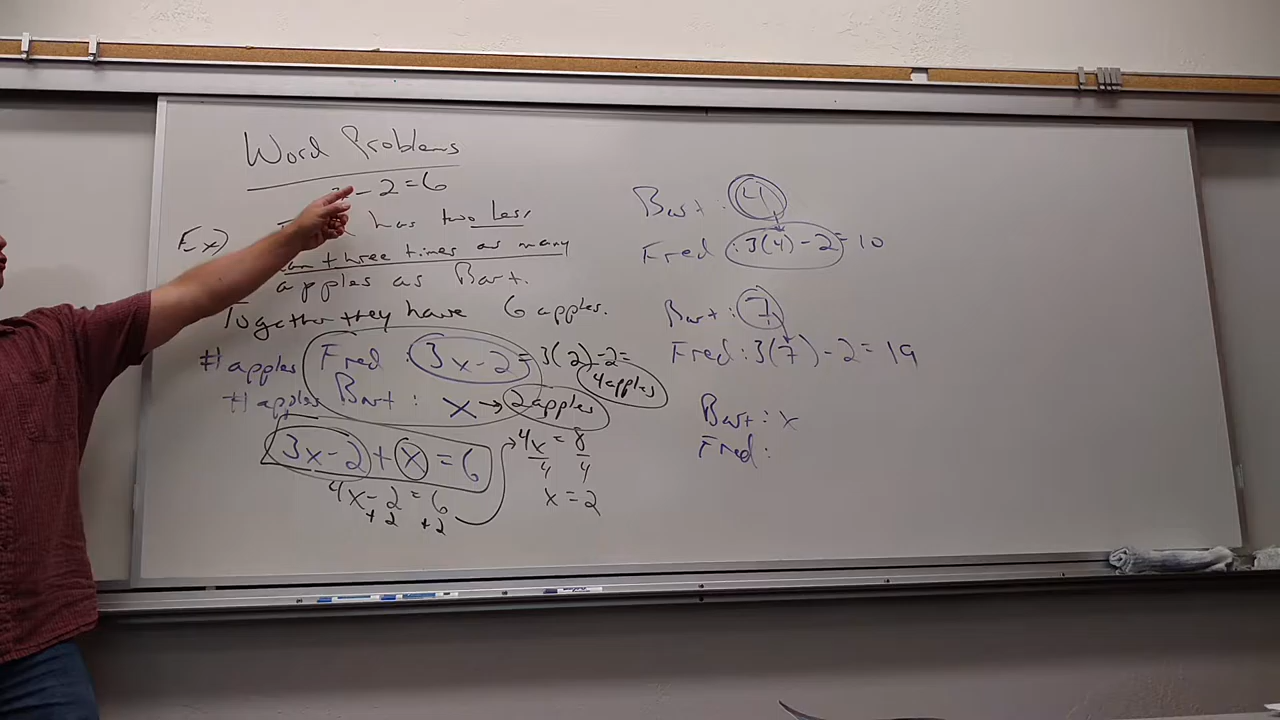 Word Problems
- 2 = 6
Ex) has two less
three times as many
apples as Bart.
Together they have 6 apples.
# apples Fred : 3x-2 = 3(2)-2=
4 apples
# apples Bart : x → 2 apples
3x-2 + x = 6
4x - 2 = 6
+2 +2
4x = 8
4 4
x = 2
Bart : 4
Fred : 3(4) - 2 = 10
Bart : 7
Fred : 3(7) - 2 = 19
Bart : x
Fred :